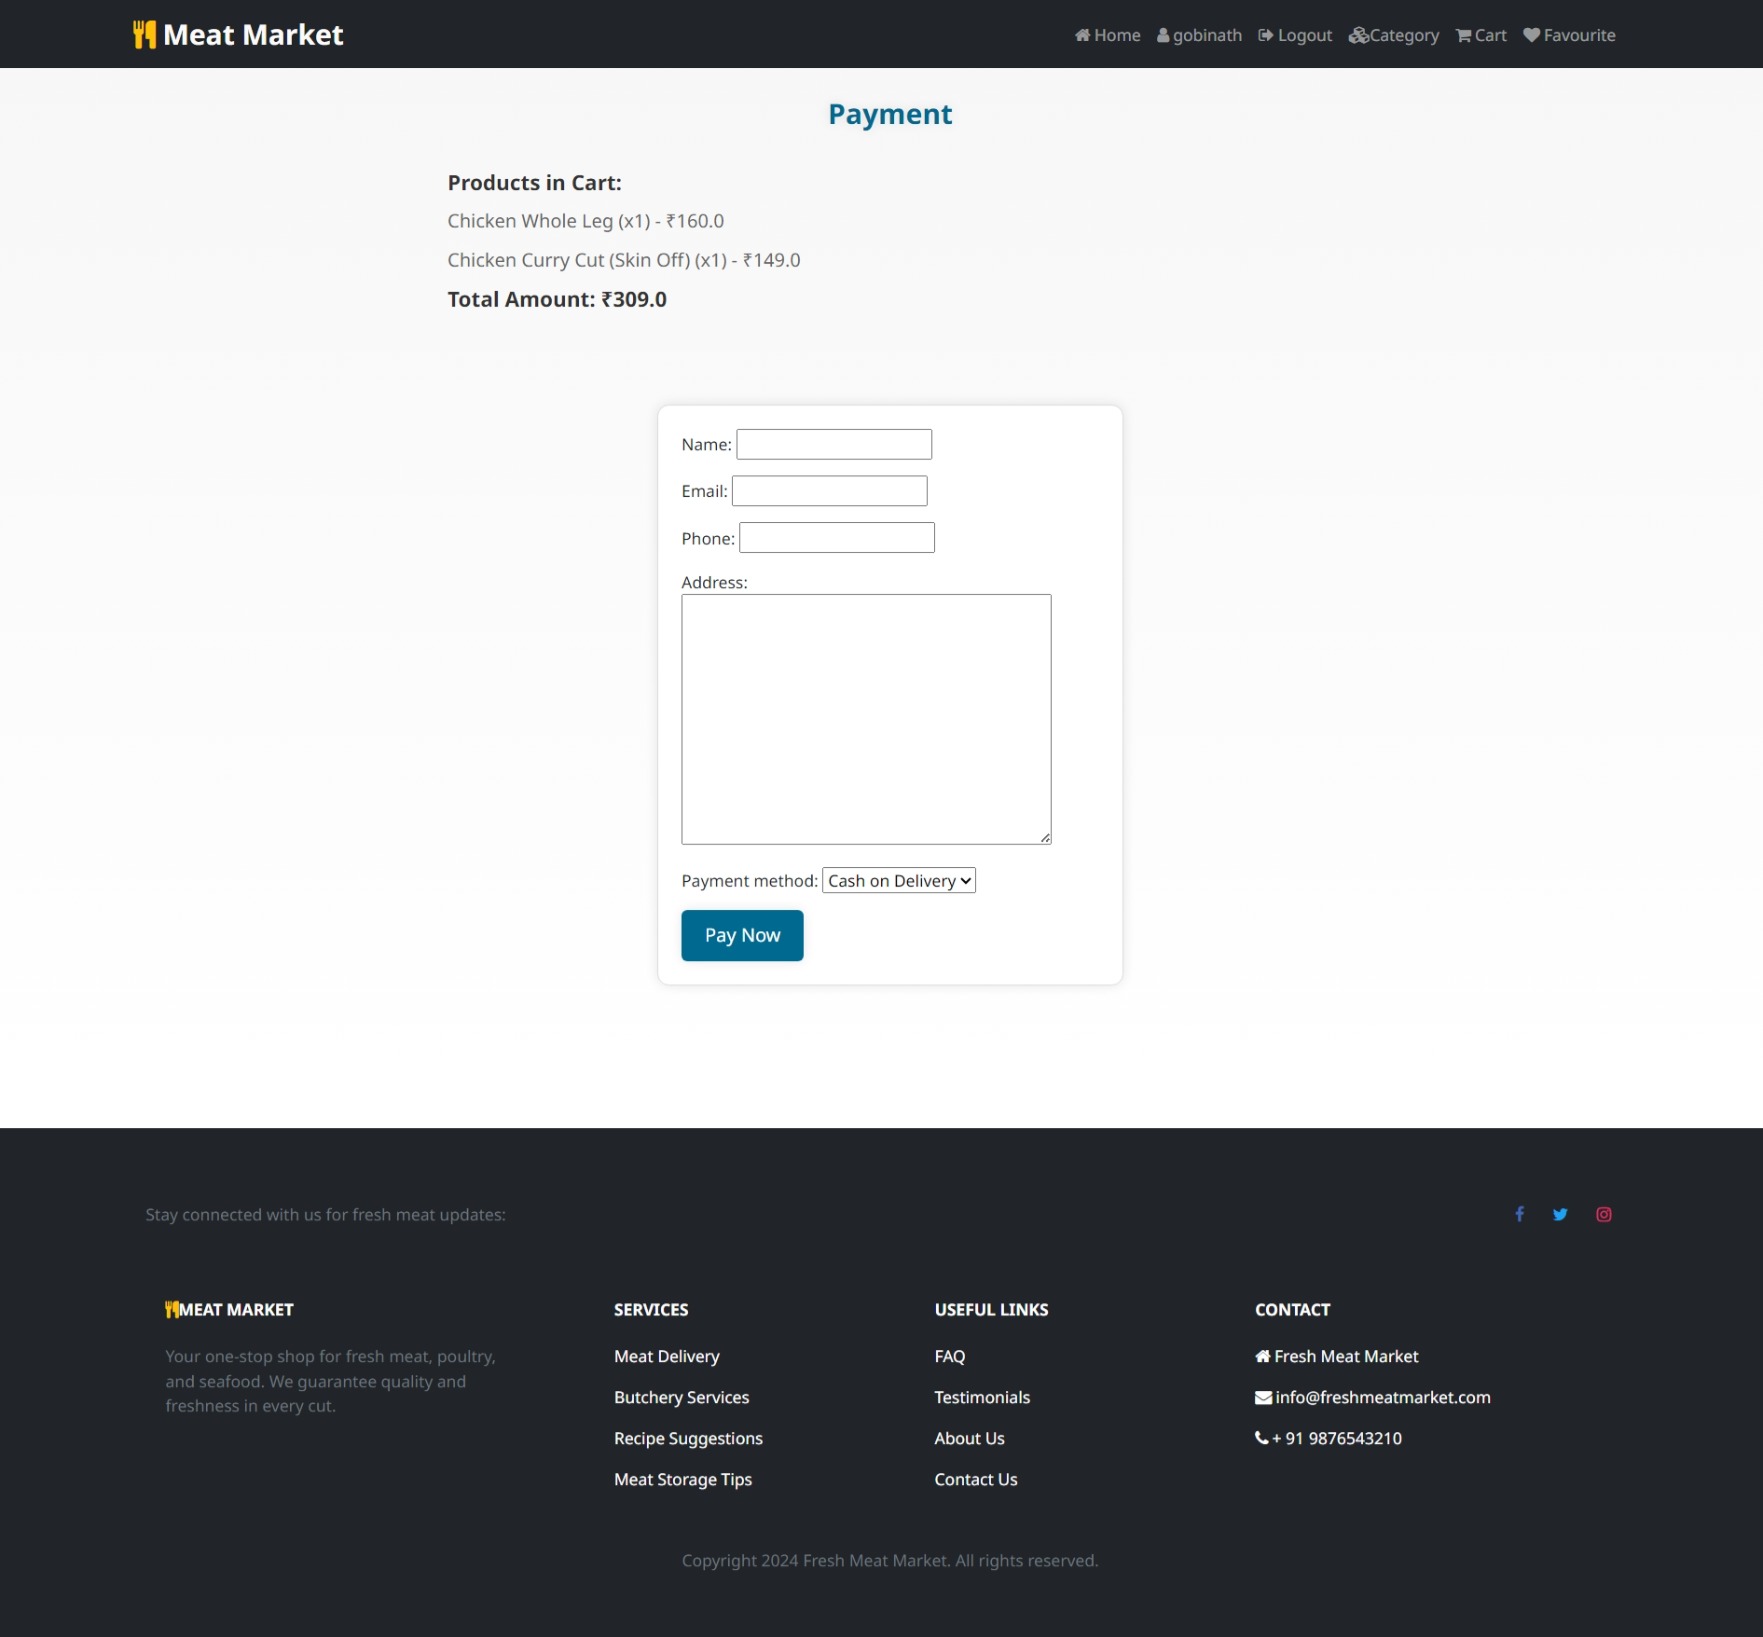 Meat Market
Home gobinath Logout Category Cart Favourite
Payment
Products in Cart:
Chicken Whole Leg (x1) - ₹160.0
Chicken Curry Cut (Skin Off) (x1) - ₹149.0
Total Amount: ₹309.0
Name:
Email:
Phone:
Address:
Payment method: Cash on Delivery
Pay Now
Stay connected with us for fresh meat updates:
MEAT MARKET
Your one-stop shop for fresh meat, poultry,
and seafood. We guarantee quality and
freshness in every cut.
SERVICES
Meat Delivery
Butchery Services
Recipe Suggestions
Meat Storage Tips
USEFUL LINKS
FAQ
Testimonials
About Us
Contact Us
CONTACT
Fresh Meat Market
info@freshmeatmarket.com
+ 91 9876543210
Copyright 2024 Fresh Meat Market. All rights reserved.